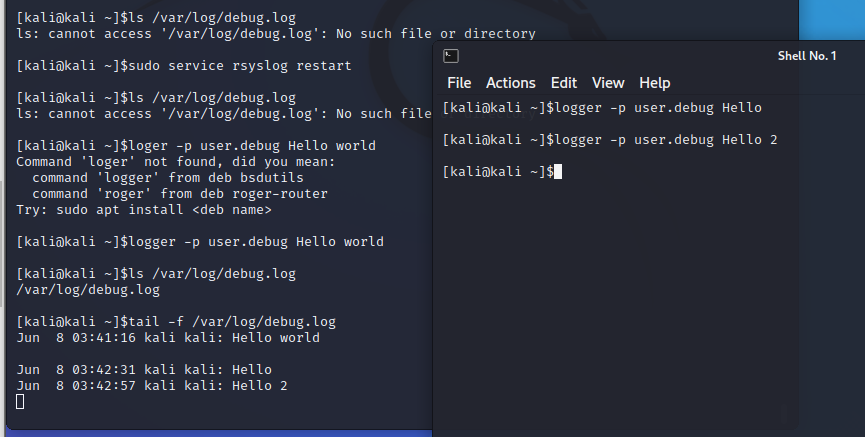 [kali@kali ~]$ls /var/log/debug.log
ls: cannot access '/var/log/debug.log': No such file or directory
[kali@kali ~]$sudo service rsyslog restart
[kali@kali ~]$ls /var/log/debug.log
ls: cannot access '/var/log/debug.log': No such file
[kali@kali ~]$loger -p user.debug Hello world
Command 'loger' not found, did you mean:
command 'logger' from deb bsdutils
command 'roger' from deb roger-router
Try: sudo apt install <deb name>
[kali@kali ~]$logger -p user.debug Hello world
[kali@kali ~]$ls /var/log/debug.log
/var/log/debug.log
[kali@kali ~]$tail -f /var/log/debug.log
Jun  8 03:41:16 kali kali: Hello world
Jun  8 03:42:31 kali kali: Hello
Jun  8 03:42:57 kali kali: Hello 2
Shell No. 1
File Actions Edit View Help
[kali@kali ~]$logger -p user.debug Hello
[kali@kali ~]$logger -p user.debug Hello 2
[kali@kali ~]$